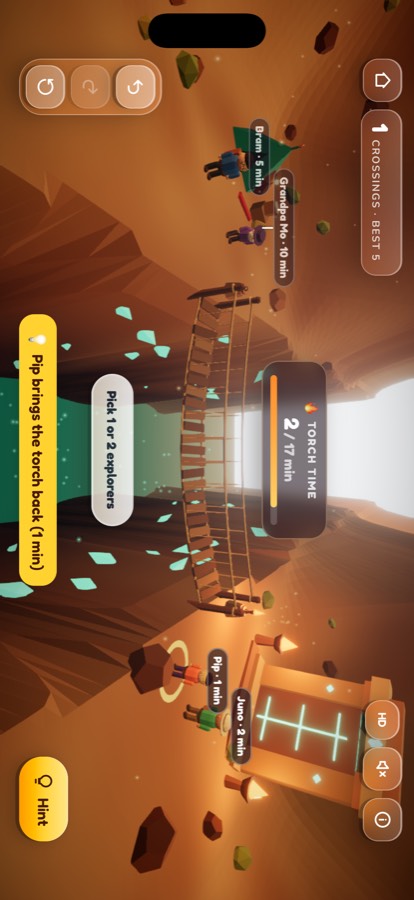 1 CROSSINGS · BEST 5
HD
TORCH TIME
2 / 17 min
Bram · 5 min
Grandpa Mo · 10 min
Pip · 1 min
Juno · 2 min
Pick 1 or 2 explorers
Pip brings the torch back (1 min)
Hint